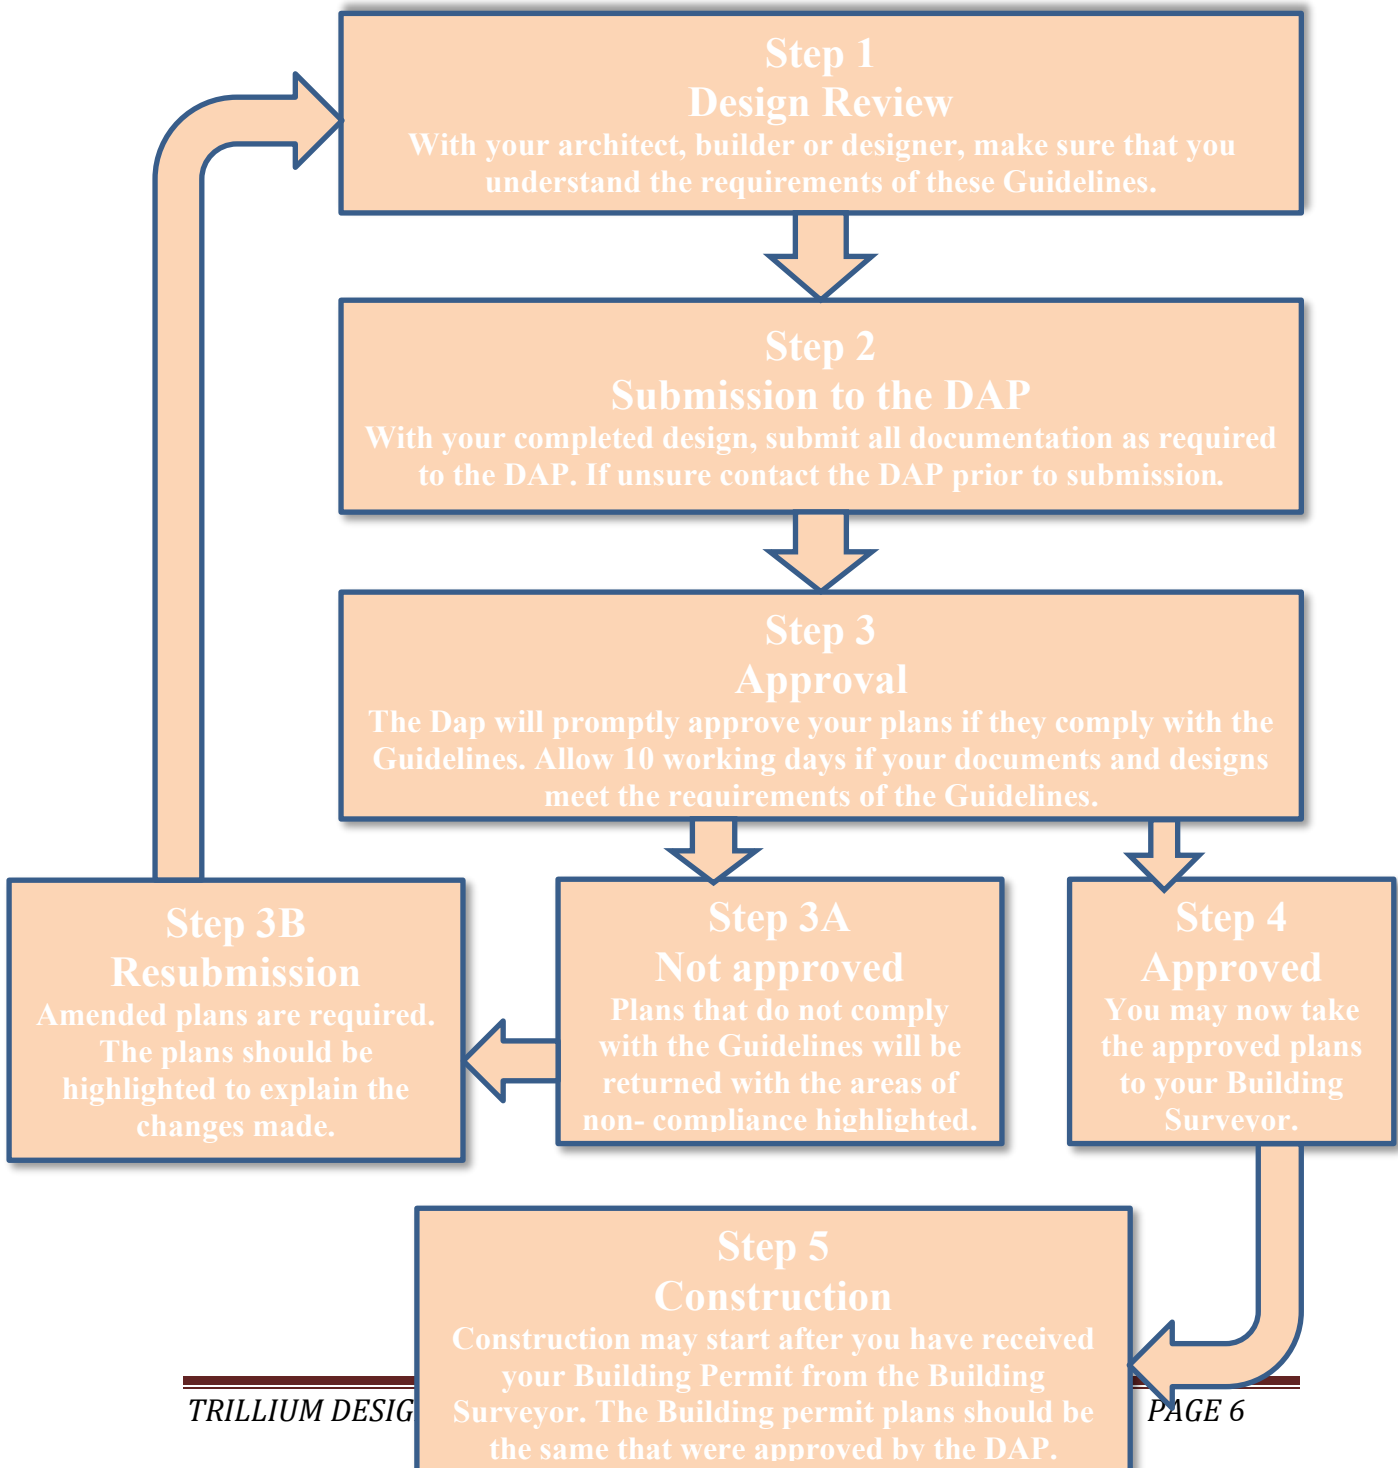 Step 1
Design Review
With your architect, builder or designer, make sure that you
understand the requirements of these Guidelines.
Step 2
Submission to the DAP
With your completed design, submit all documentation as required
to the DAP. If unsure contact the DAP prior to submission.
Step 3
Approval
The Dap will promptly approve your plans if they comply with the
Guidelines. Allow 10 working days if your documents and designs
meet the requirements of the Guidelines.
Step 3B
Resubmission
Amended plans are required.
The plans should be
highlighted to explain the
changes made.
Step 3A
Not approved
Plans that do not comply
with the Guidelines will be
returned with the areas of
non- compliance highlighted.
Step 4
Approved
You may now take
the approved plans
to your Building
Surveyor.
Step 5
Construction
Construction may start after you have received
your Building Permit from the Building
Surveyor. The Building permit plans should be
the same that were approved by the DAP.
TRILLIUM DESIG
PAGE 6